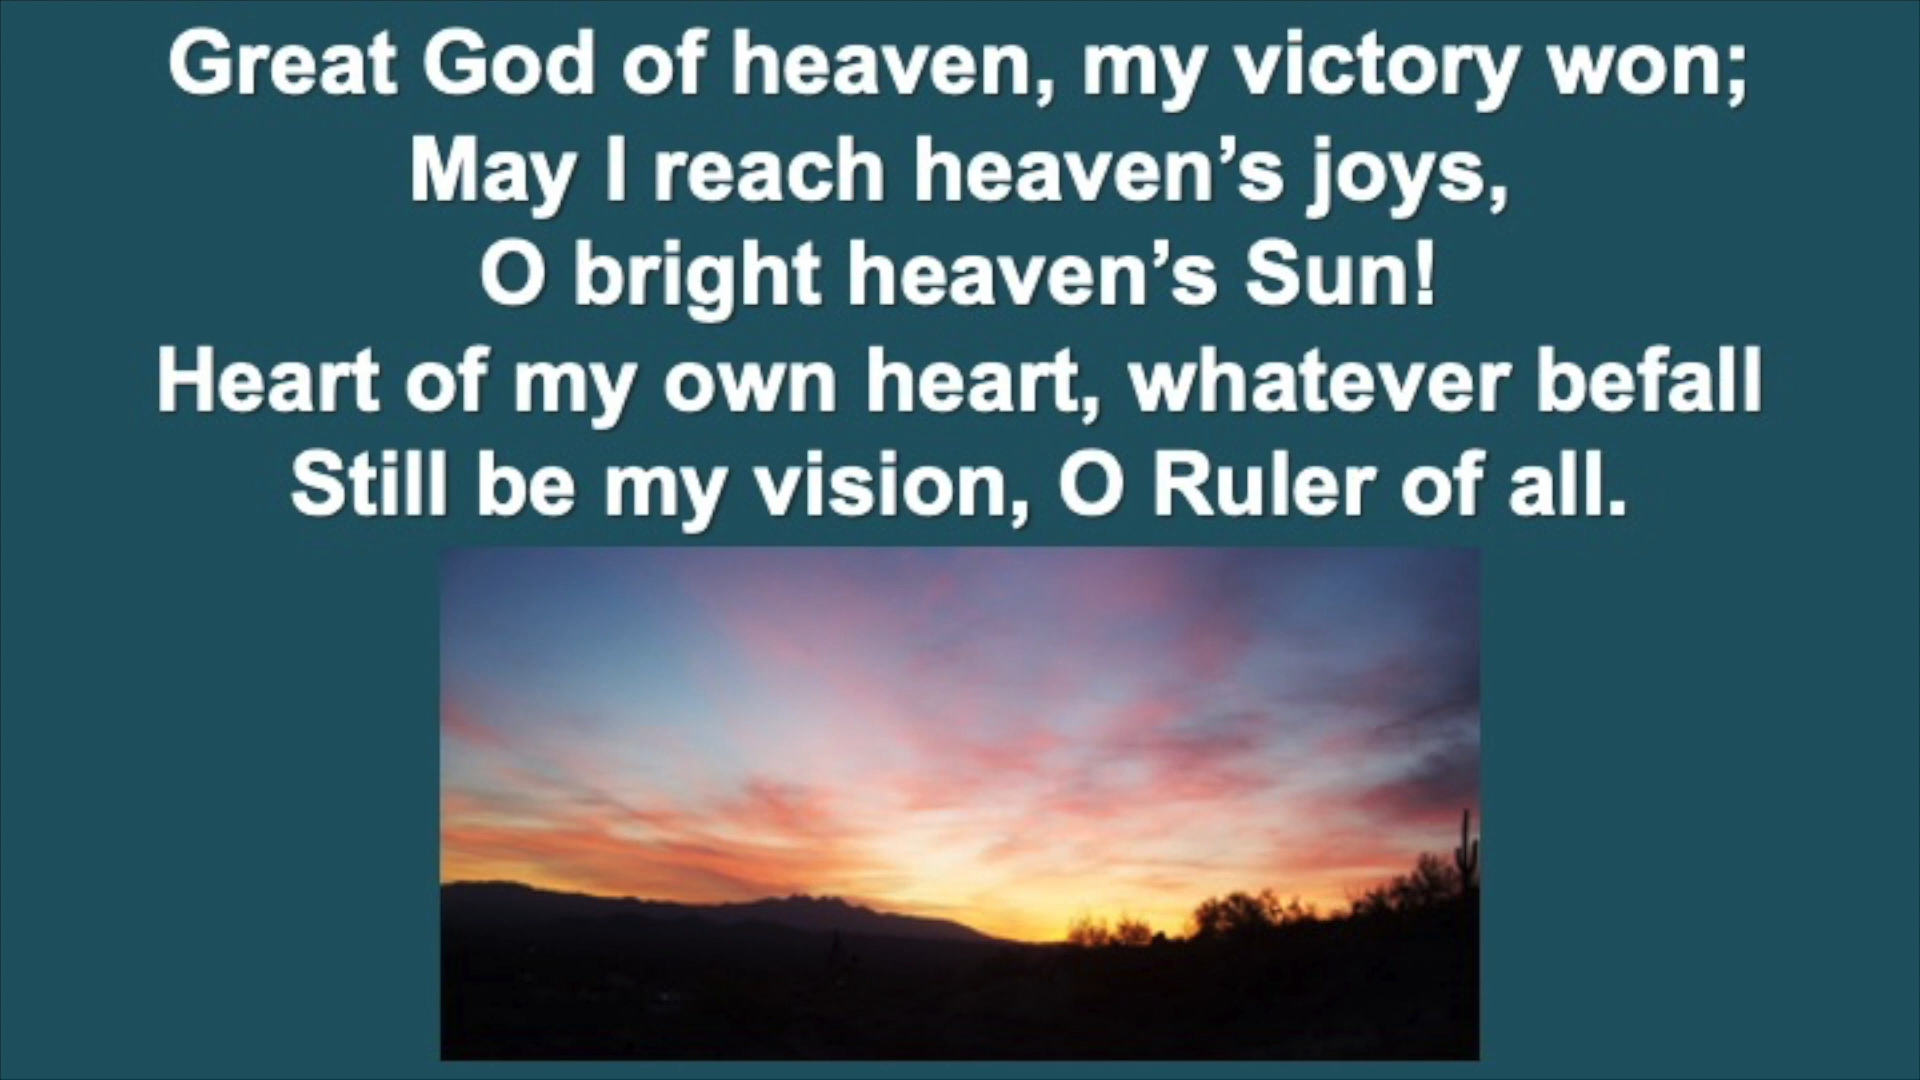 Great God of heaven, my victory won;
May I reach heaven’s joys,
O bright heaven’s Sun!
Heart of my own heart, whatever befall
Still be my vision, O Ruler of all.